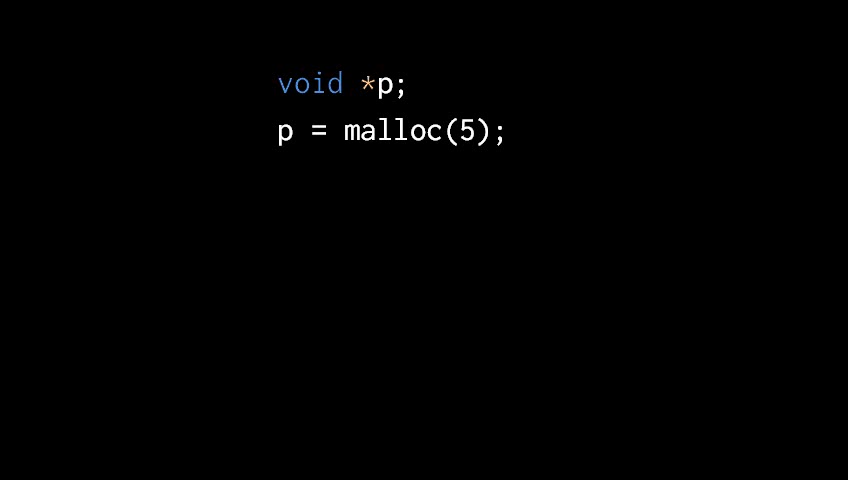 void *p;
p = malloc(5);